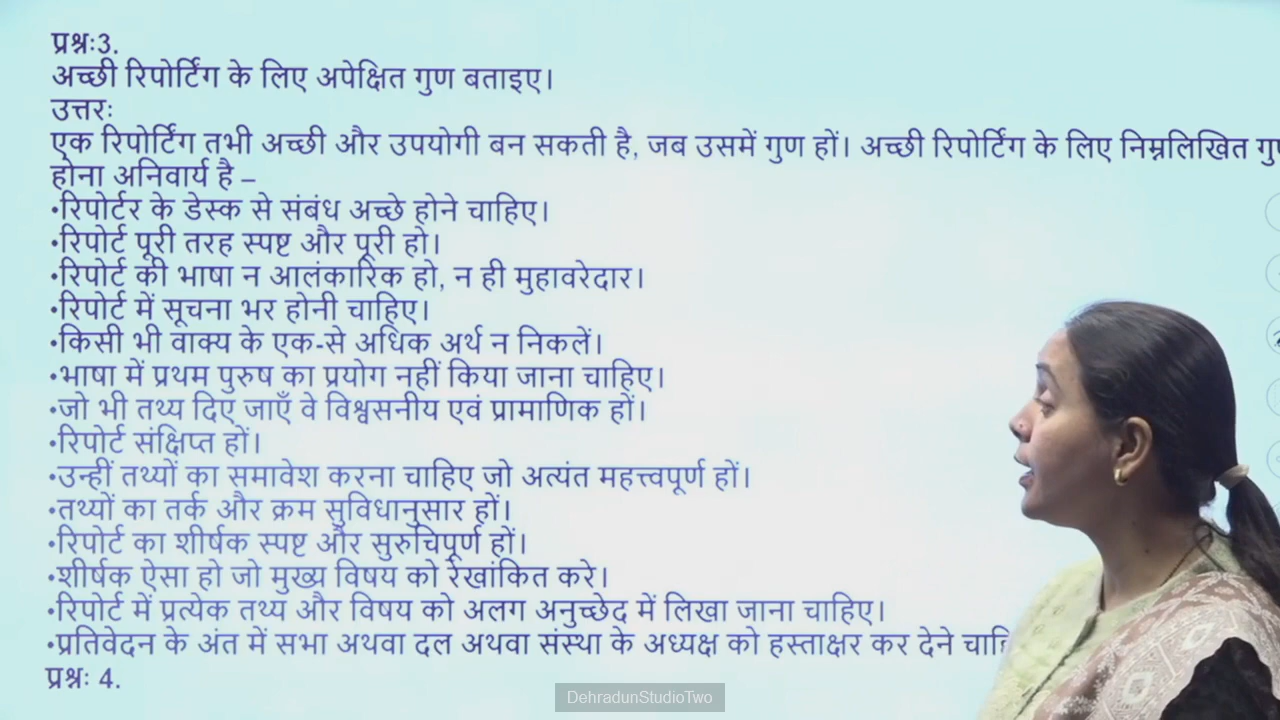 प्रश्नः3.
अच्छी रिपोर्टिंग के लिए अपेक्षित गुण बताइए।
उत्तरः
एक रिपोर्टिंग तभी अच्छी और उपयोगी बन सकती है, जब उसमें गुण हों। अच्छी रिपोर्टिंग के लिए निम्नलिखित
होना अनिवार्य है –
•रिपोर्टर के डेस्क से संबंध अच्छे होने चाहिए।
•रिपोर्ट पूरी तरह स्पष्ट और पूरी हो।
•रिपोर्ट की भाषा न आलंकारिक हो, न ही मुहावरेदार।
•रिपोर्ट में सूचना भर होनी चाहिए।
•किसी भी वाक्य के एक-से अधिक अर्थ न निकलें।
•भाषा में प्रथम पुरुष का प्रयोग नहीं किया जाना चाहिए।
•जो भी तथ्य दिए जाएँ वे विश्वसनीय एवं प्रामाणिक हों।
•रिपोर्ट संक्षिप्त हों।
•उन्हीं तथ्यों का समावेश करना चाहिए जो अत्यंत महत्त्वपूर्ण हों।
•तथ्यों का तर्क और क्रम सुविधानुसार हों।
•रिपोर्ट का शीर्षक स्पष्ट और सुरुचिपूर्ण हों।
•शीर्षक ऐसा हो जो मुख्य विषय को रेखांकित करे।
•रिपोर्ट में प्रत्येक तथ्य और विषय को अलग अनुच्छेद में लिखा जाना चाहिए।
•प्रतिवेदन के अंत में सभा अथवा दल अथवा संस्था के अध्यक्ष को हस्ताक्षर कर देने
प्रश्नः 4.
DehradunStudioTwo